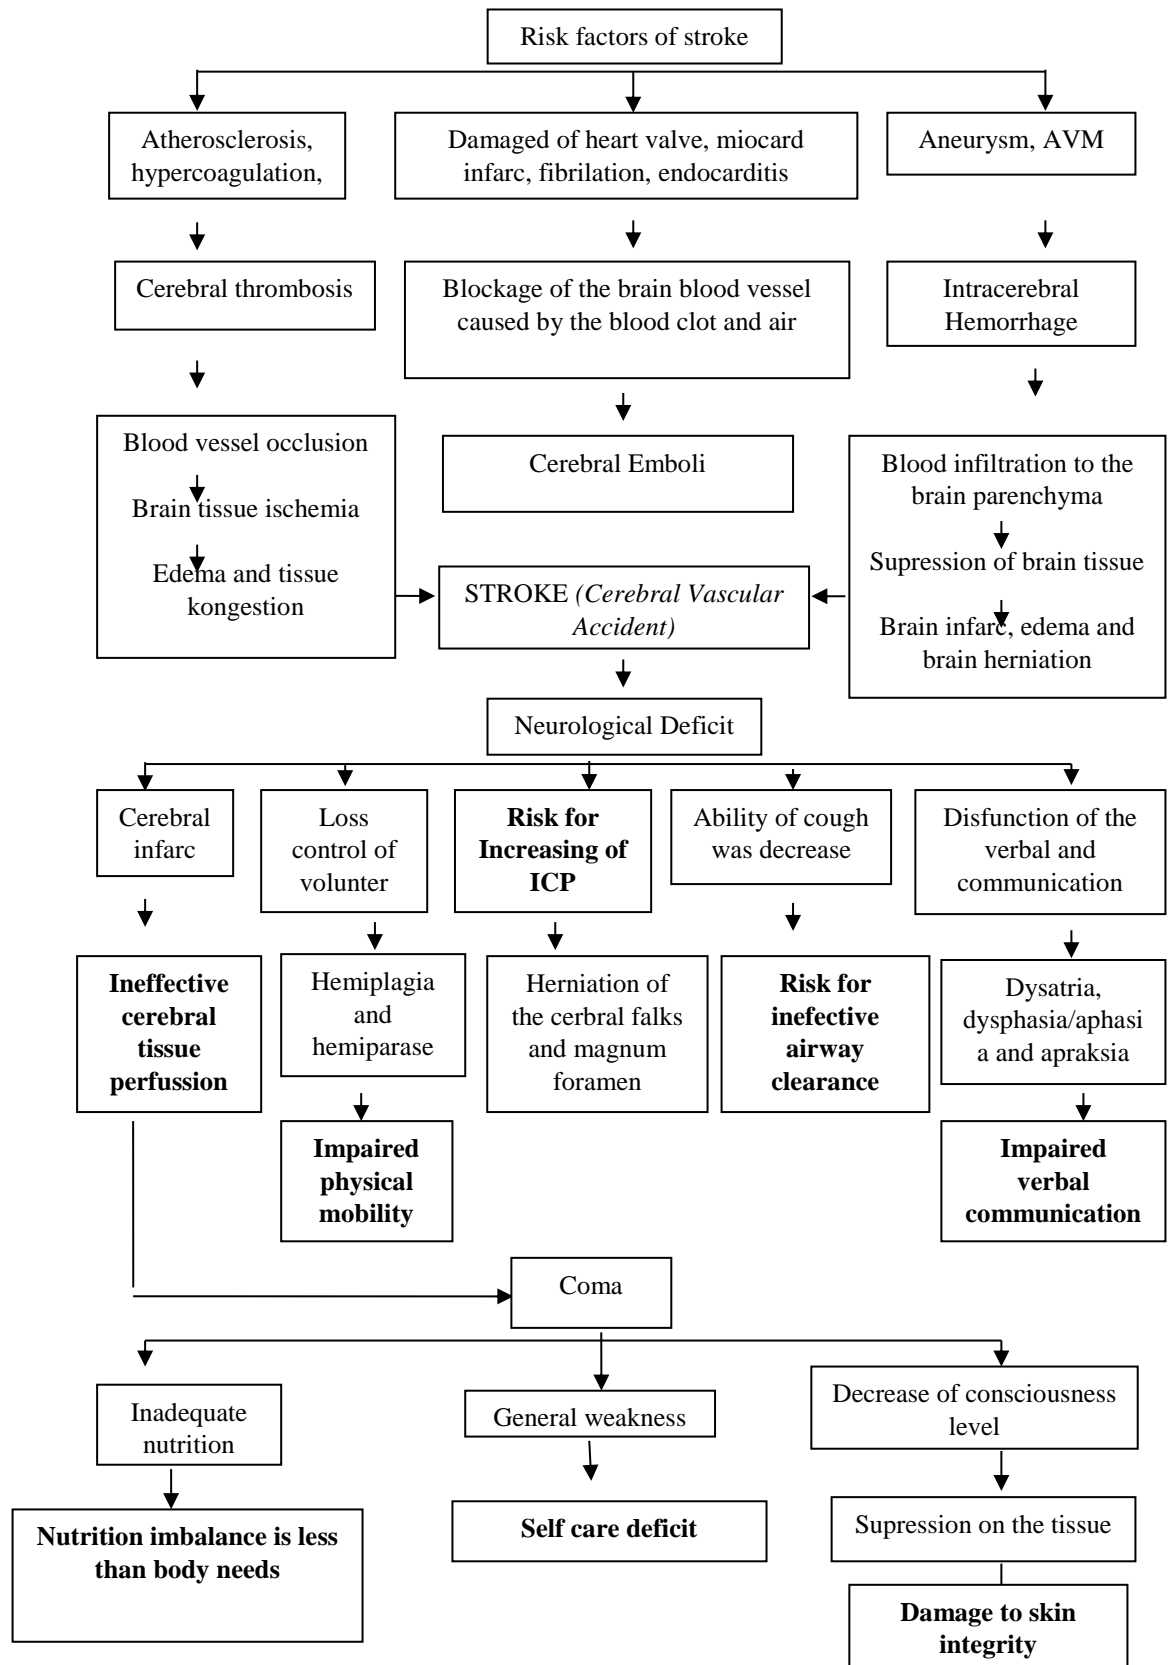 Risk factors of stroke
Atherosclerosis,
hypercoagulation,
Damaged of heart valve, miocard
infarc, fibrilation, endocarditis
Aneurysm, AVM
Cerebral thrombosis
Blockage of the brain blood vessel
caused by the blood clot and air
Intracerebral
Hemorrhage
Blood vessel occlusion
Brain tissue ischemia
Edema and tissue
kongestion
Cerebral Emboli
Blood infiltration to the
brain parenchyma
Supression of brain tissue
Brain infarc, edema and
brain herniation
STROKE (Cerebral Vascular
Accident)
Neurological Deficit
Cerebral
infarc
Loss
control of
volunter
Risk for
Increasing of
ICP
Ability of cough
was decrease
Disfunction of the
verbal and
communication
Ineffective
cerebral
tissue
perfussion
Hemiplagia
and
hemiparase
Herniation of
the cerbral falks
and magnum
foramen
Risk for
inefective
airway
clearance
Dysatria,
dysphasia/aphasi
a and apraksia
Impaired
physical
mobility
Impaired
verbal
communication
Coma
Inadequate
nutrition
General weakness
Decrease of consciousness
level
Nutrition imbalance is less
than body needs
Self care deficit
Supression on the tissue
Damage to skin
integrity